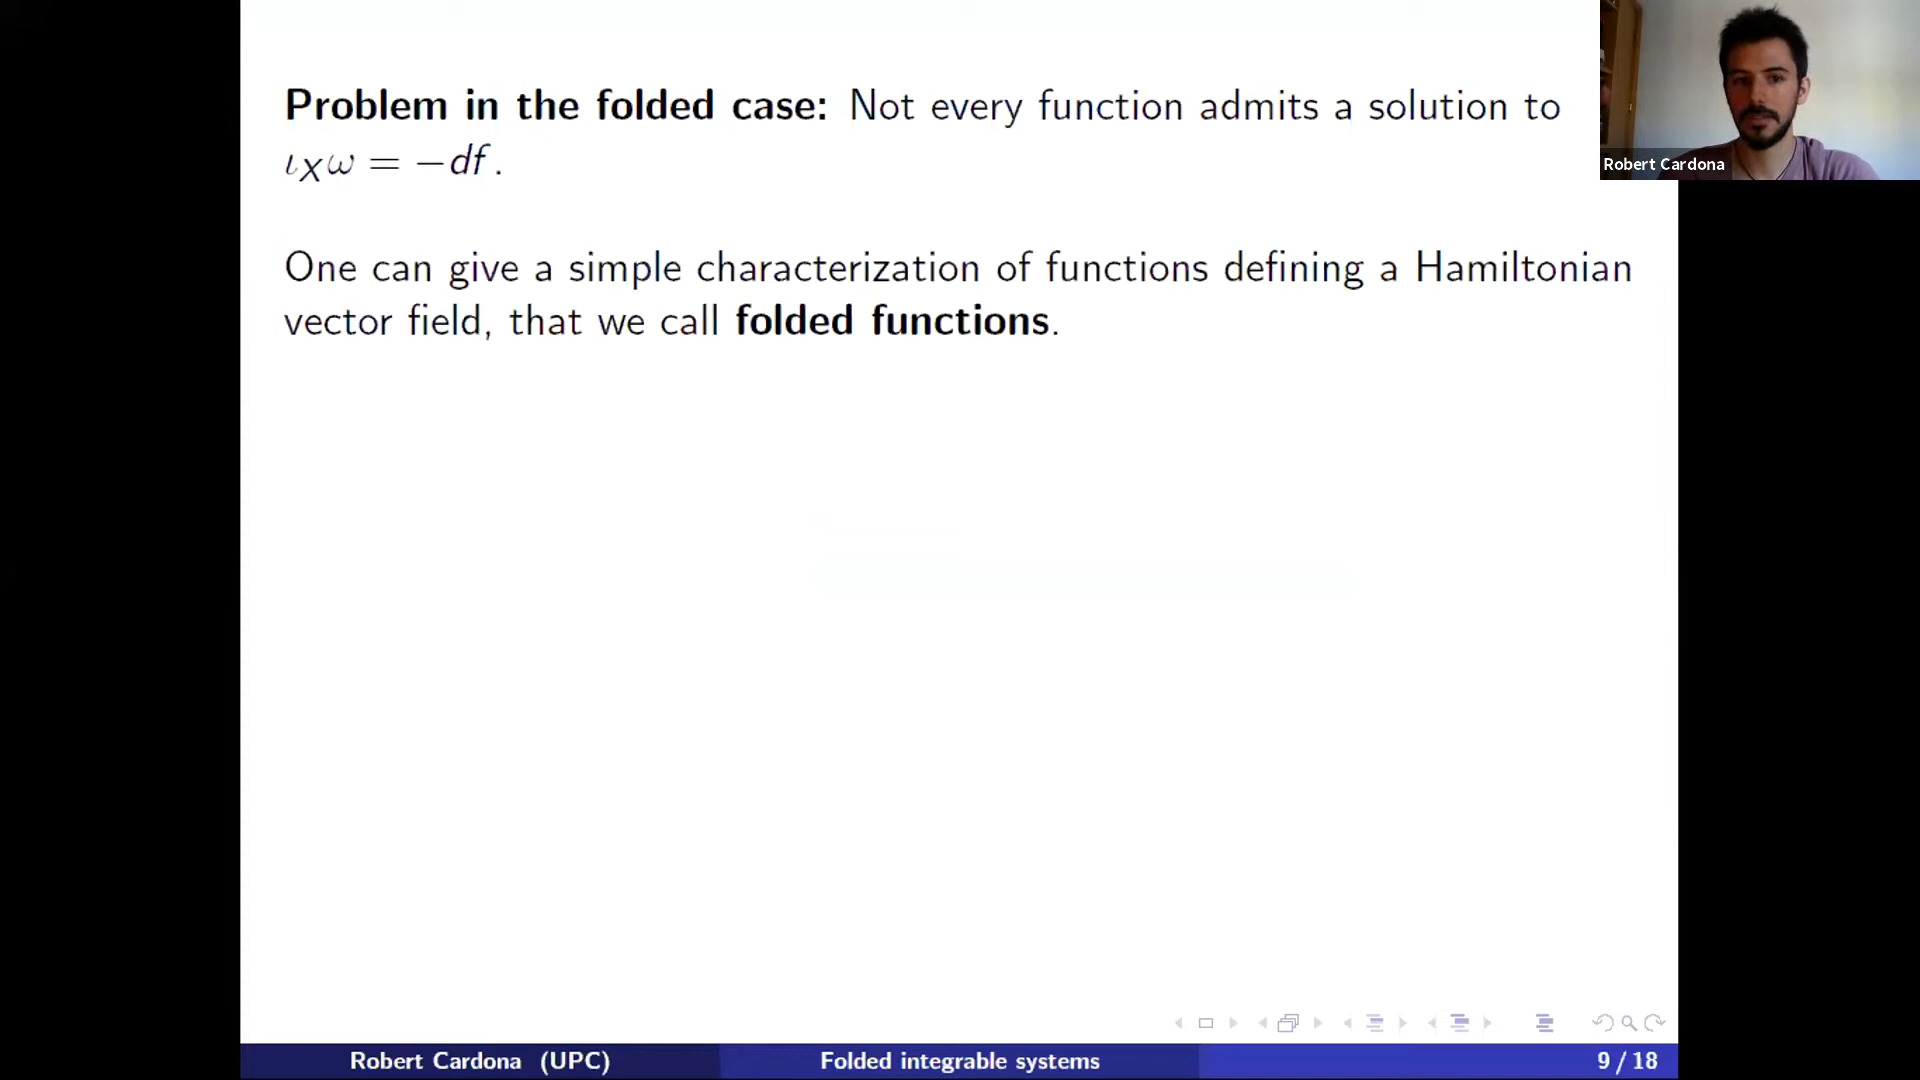 Problem in the folded case: Not every function admits a solution to
ιXω = −df.
One can give a simple characterization of functions defining a Hamiltonian
vector field, that we call folded functions.
Robert Cardona
Robert Cardona (UPC) Folded integrable systems 9 / 18